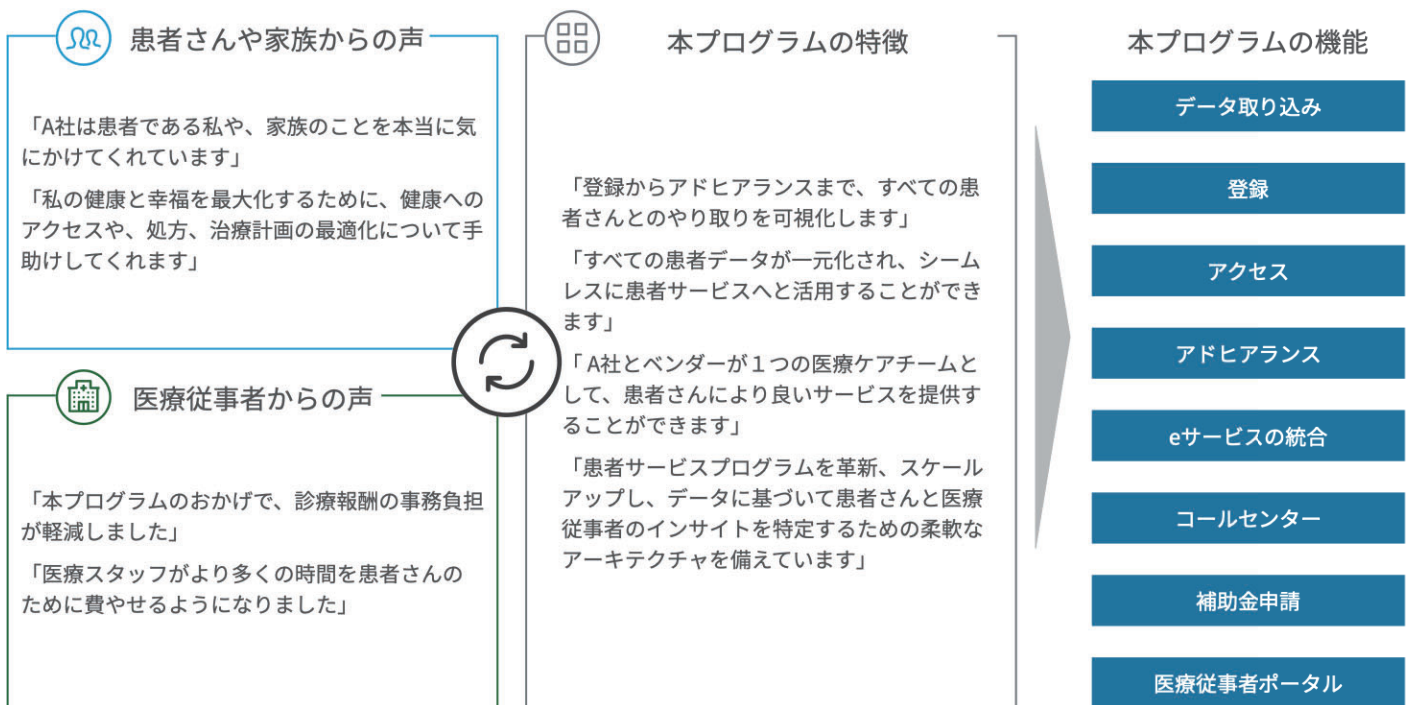 患者さんや家族からの声
「A社は患者である私や、家族のことを本当に気
にかけてくれています」
「私の健康と幸福を最大化するために、健康への
アクセスや、処方、治療計画の最適化について手
助けしてくれます」
医療従事者からの声
「本プログラムのおかげで、診療報酬の事務負担
が軽減しました」
「医療スタッフがより多くの時間を患者さんの
ために費やせるようになりました」
本プログラムの特徴
「登録からアドヒアランスまで、すべての患
者さんとのやり取りを可視化します」
「すべての患者データが一元化され、シーム
レスに患者サービスへと活用することができ
ます」
「 A社とベンダーが１つの医療ケアチームと
して、患者さんにより良いサービスを提供す
ることができます」
「患者サービスプログラムを革新、スケール
アップし、データに基づいて患者さんと医療
従事者のインサイトを特定するための柔軟な
アーキテクチャを備えています」
本プログラムの機能
データ取り込み
登録
アクセス
アドヒアランス
eサービスの統合
コールセンター
補助金申請
医療従事者ポータル